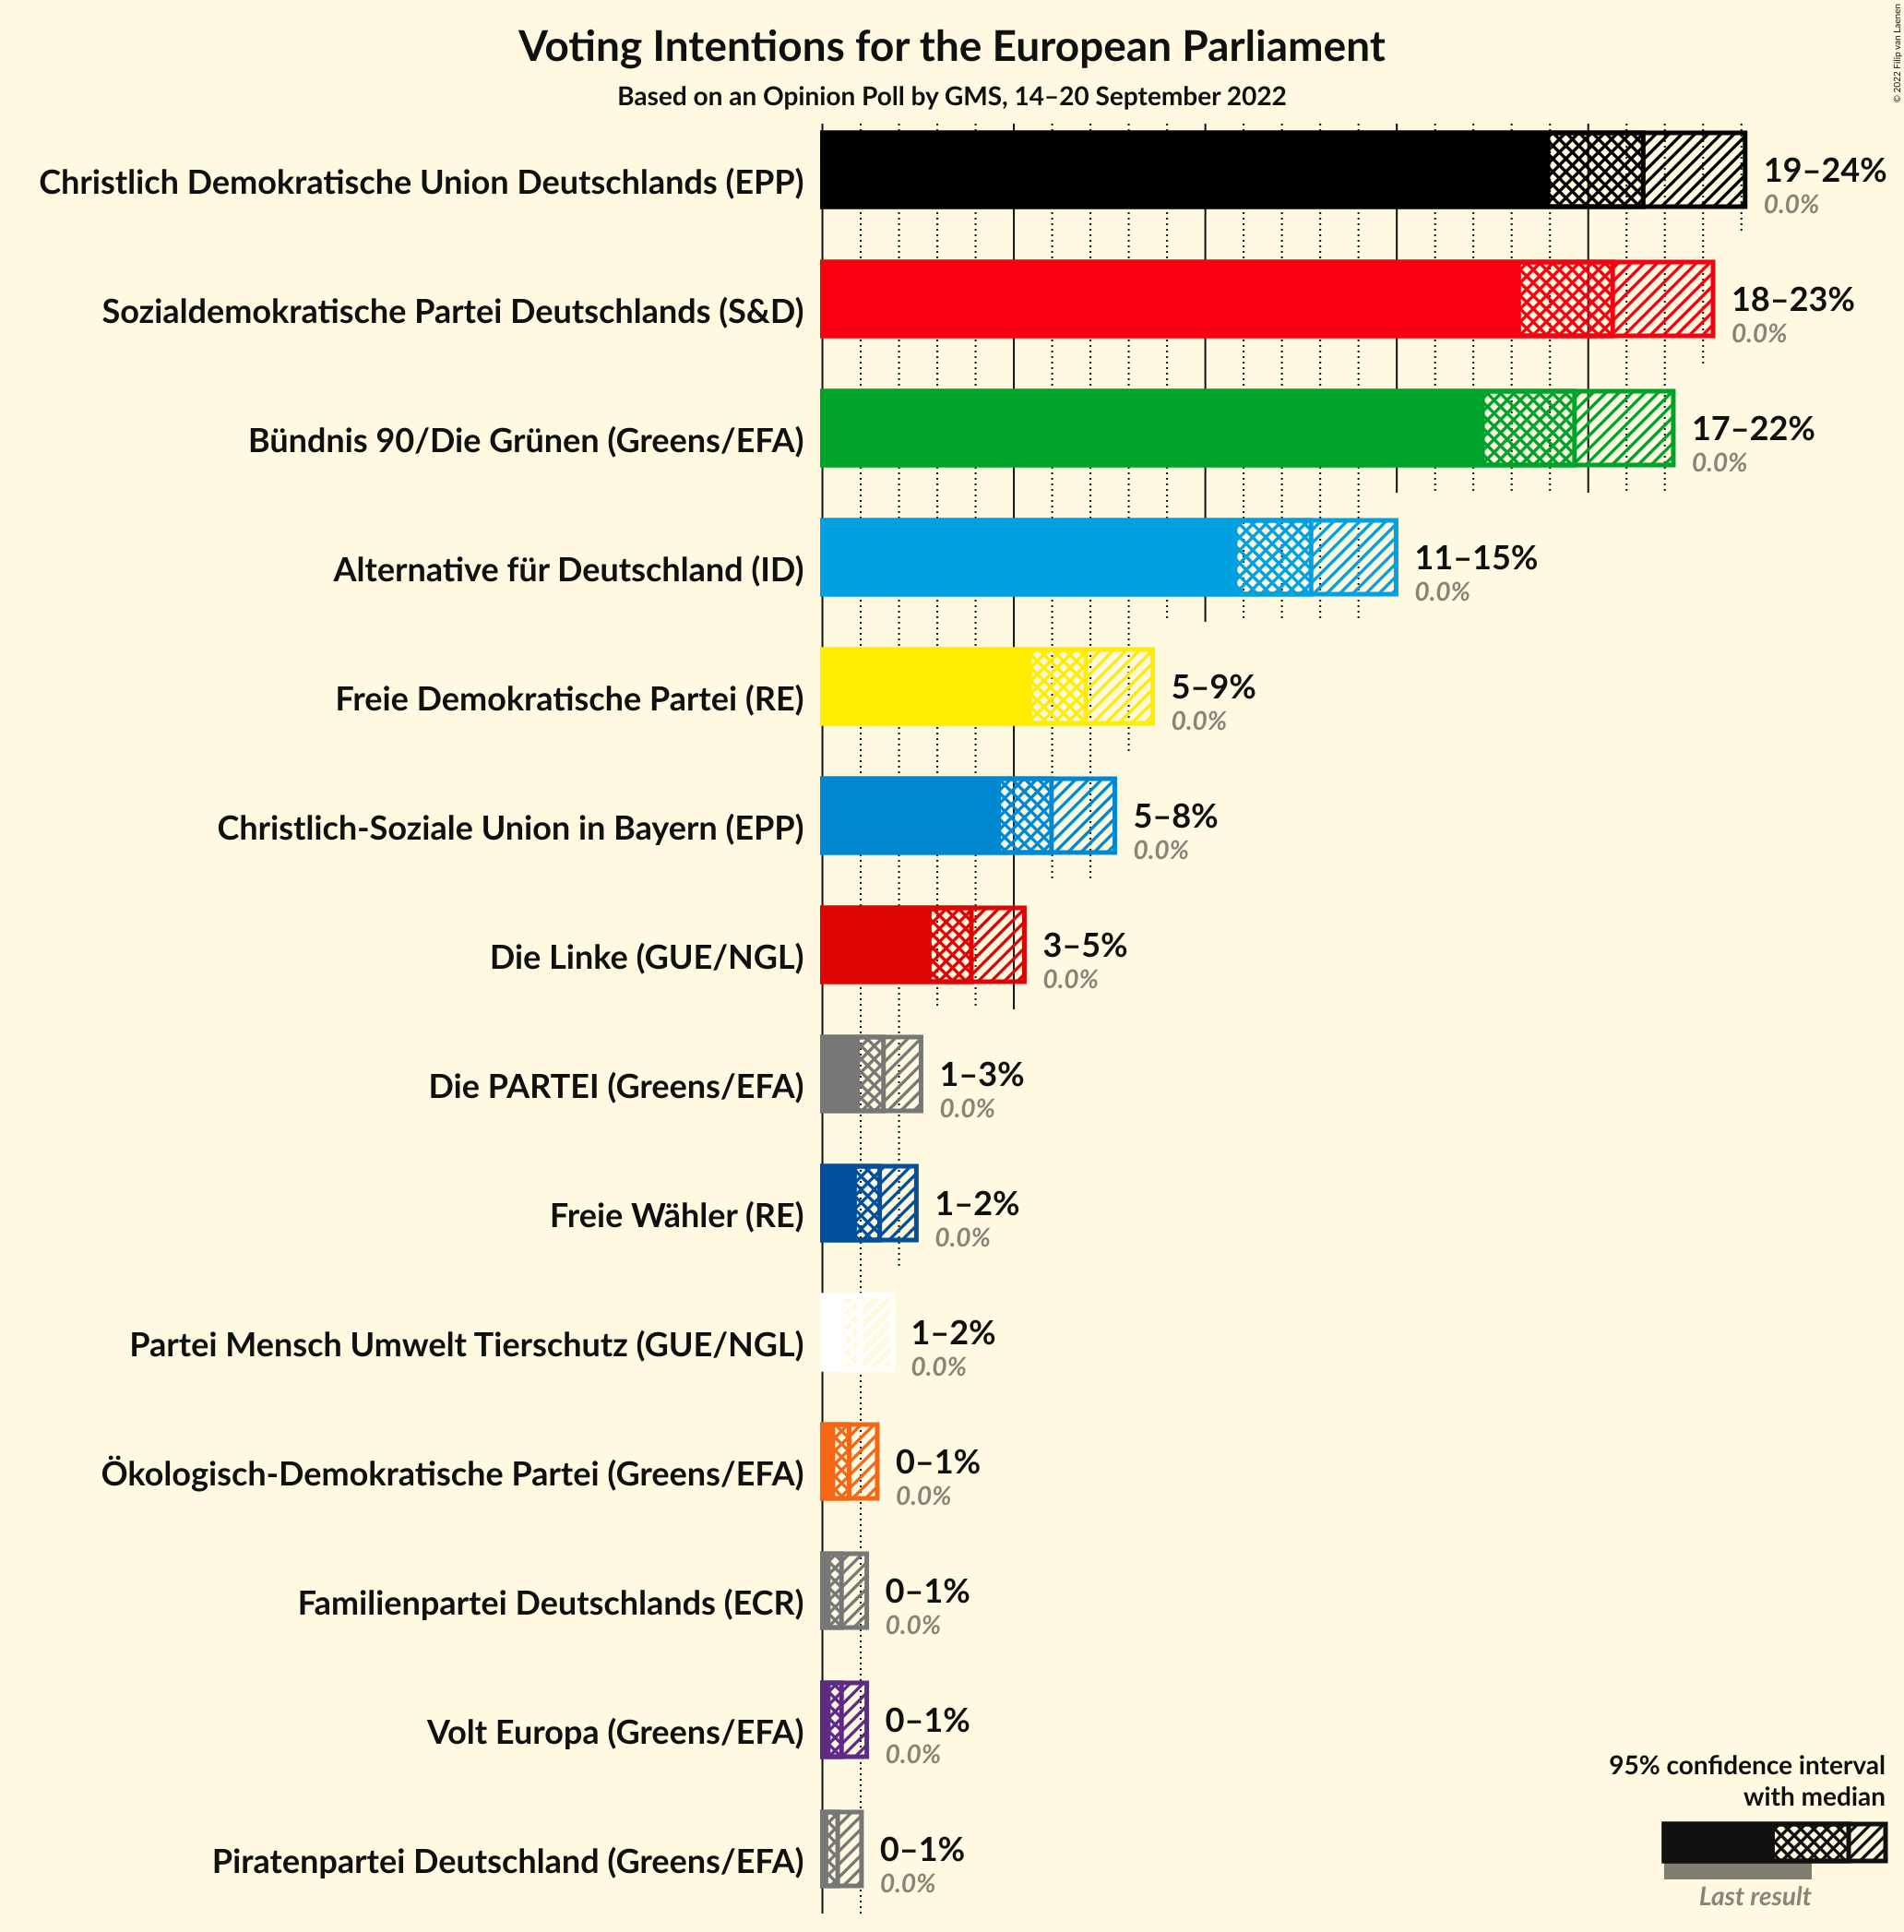 Voting Intentions for the European Parliament
Based on an Opinion Poll by GMS, 14–20 September 2022
© 2022 Filip van Laenen
Christlich Demokratische Union Deutschlands (EPP)
19–24%
0.0%
Sozialdemokratische Partei Deutschlands (S&D)
18–23%
0.0%
Bündnis 90/Die Grünen (Greens/EFA)
17–22%
0.0%
Alternative für Deutschland (ID)
11–15%
0.0%
Freie Demokratische Partei (RE)
5–9%
0.0%
Christlich-Soziale Union in Bayern (EPP)
5–8%
0.0%
Die Linke (GUE/NGL)
3–5%
0.0%
Die PARTEI (Greens/EFA)
1–3%
0.0%
Freie Wähler (RE)
1–2%
0.0%
Partei Mensch Umwelt Tierschutz (GUE/NGL)
1–2%
0.0%
Ökologisch-Demokratische Partei (Greens/EFA)
0–1%
0.0%
Familienpartei Deutschlands (ECR)
0–1%
0.0%
Volt Europa (Greens/EFA)
0–1%
0.0%
Piratenpartei Deutschland (Greens/EFA)
0–1%
0.0%
95% confidence interval
with median
Last result